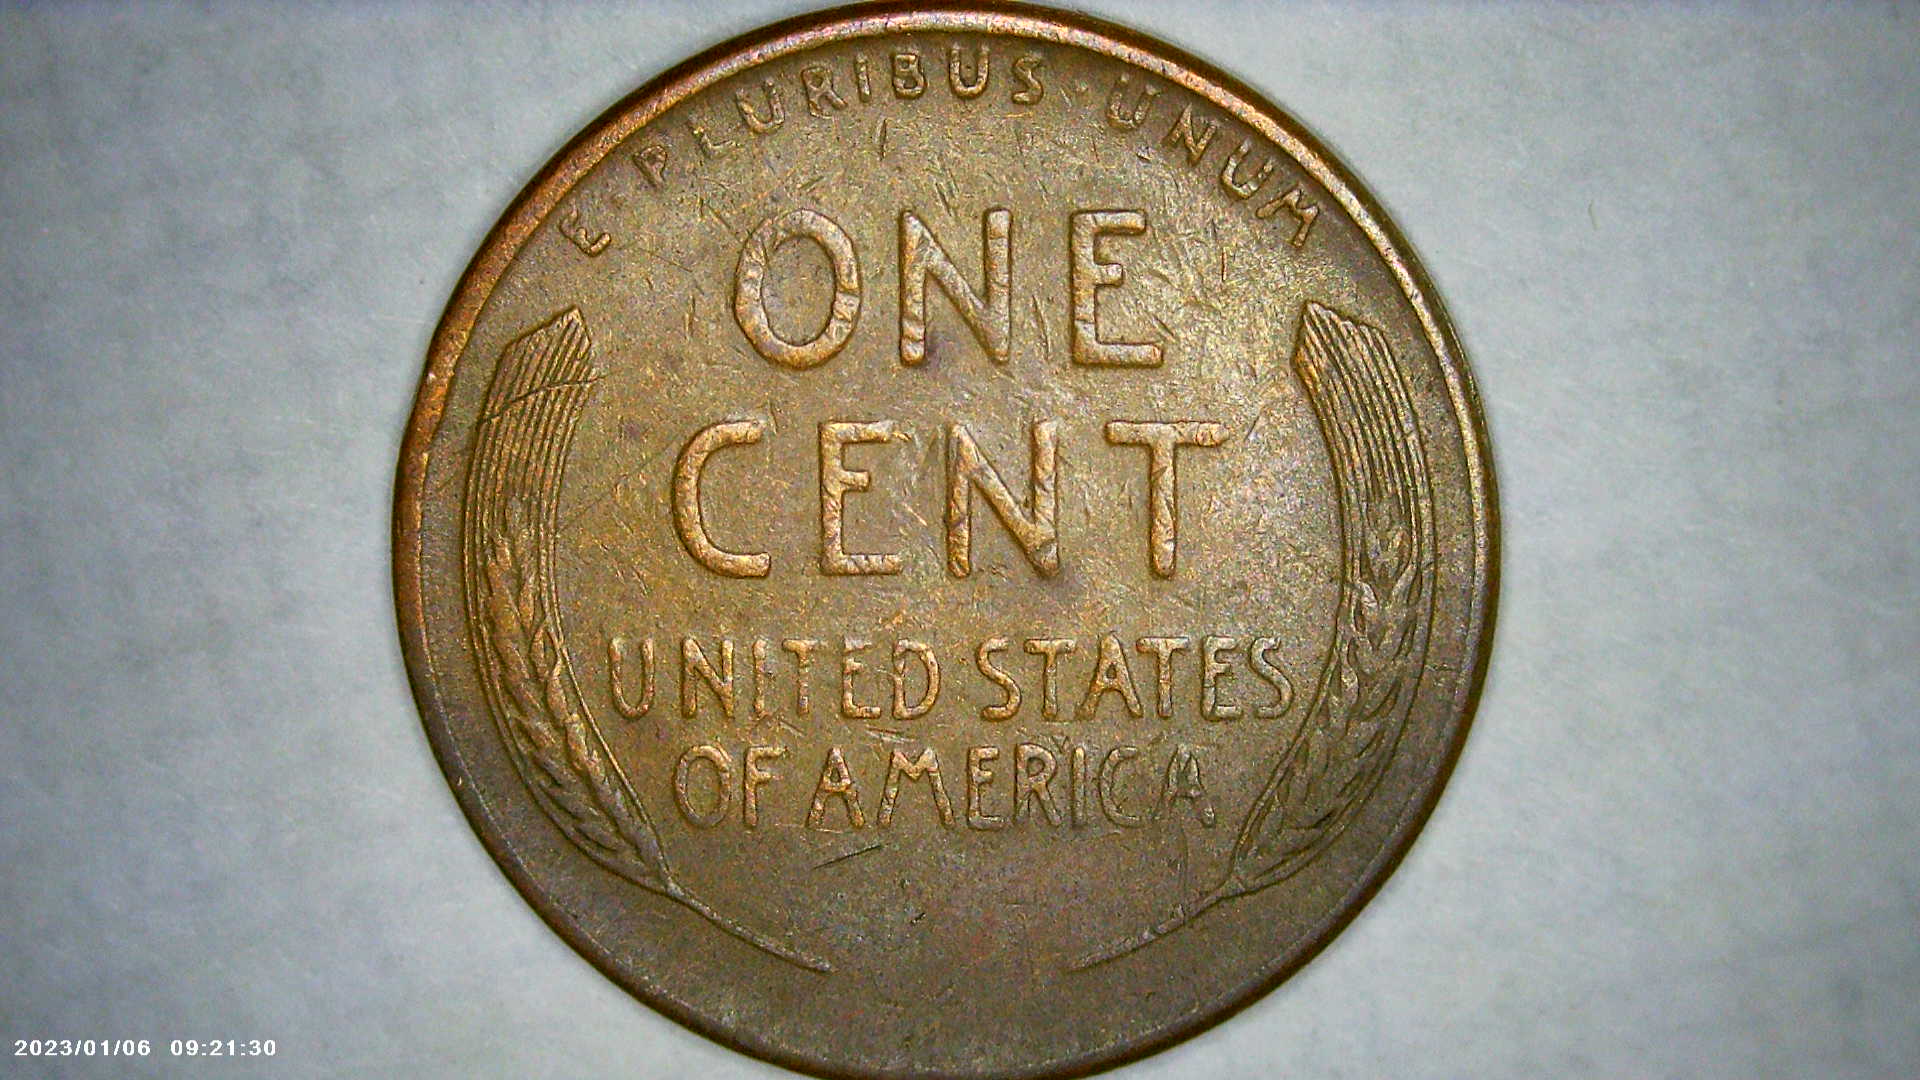 E · PLURIBUS · UNUM
ONE
CENT
UNITED STATES
OF AMERICA
2023/01/06 09:21:30